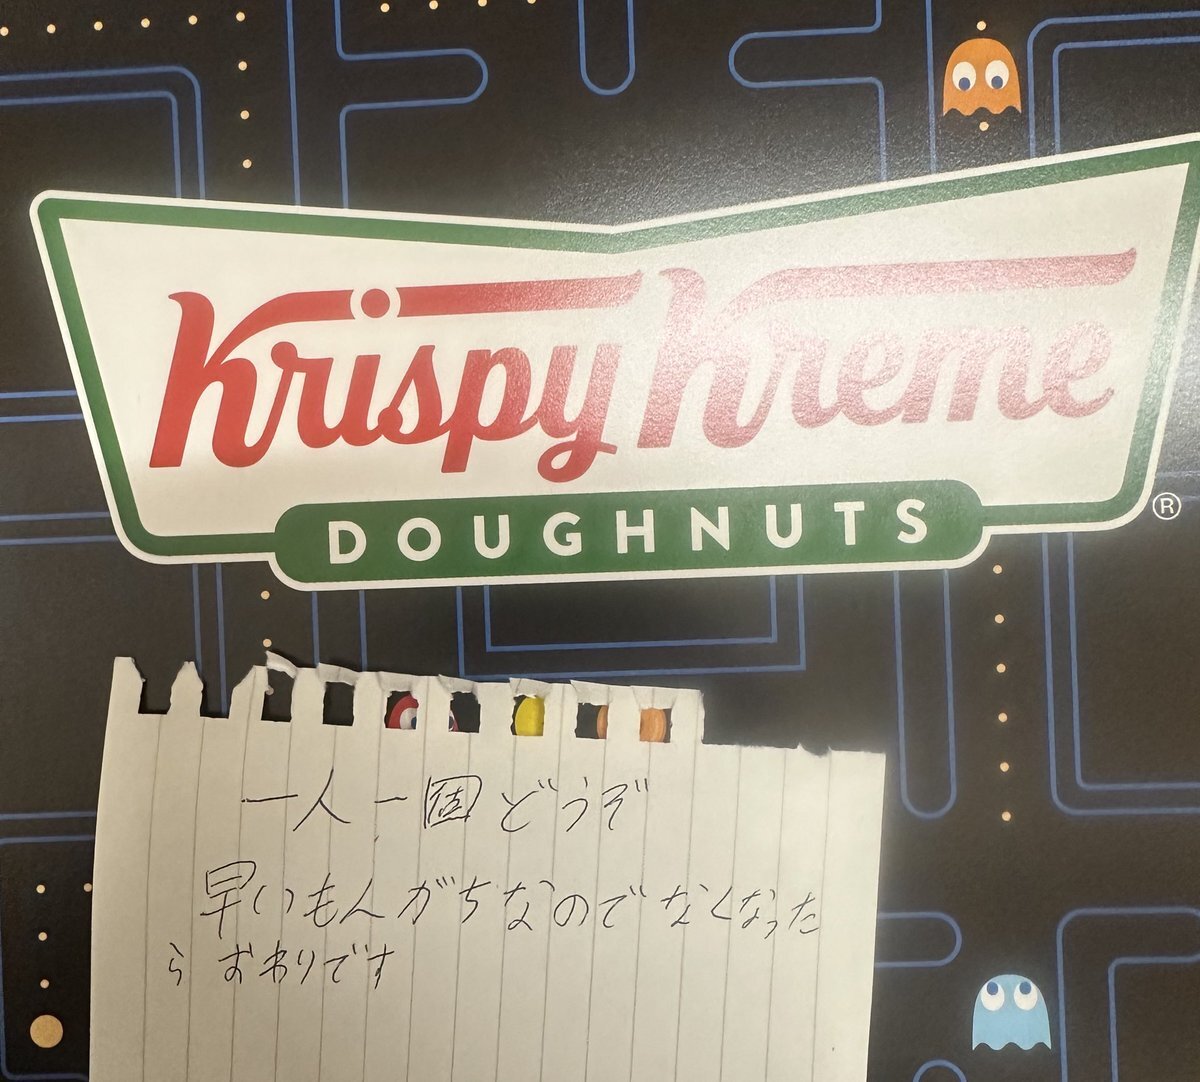 Krispy Kreme
DOUGHNUTS
®
一人一固どうぞ
早いもんがちなのでなくなった
らおわりです